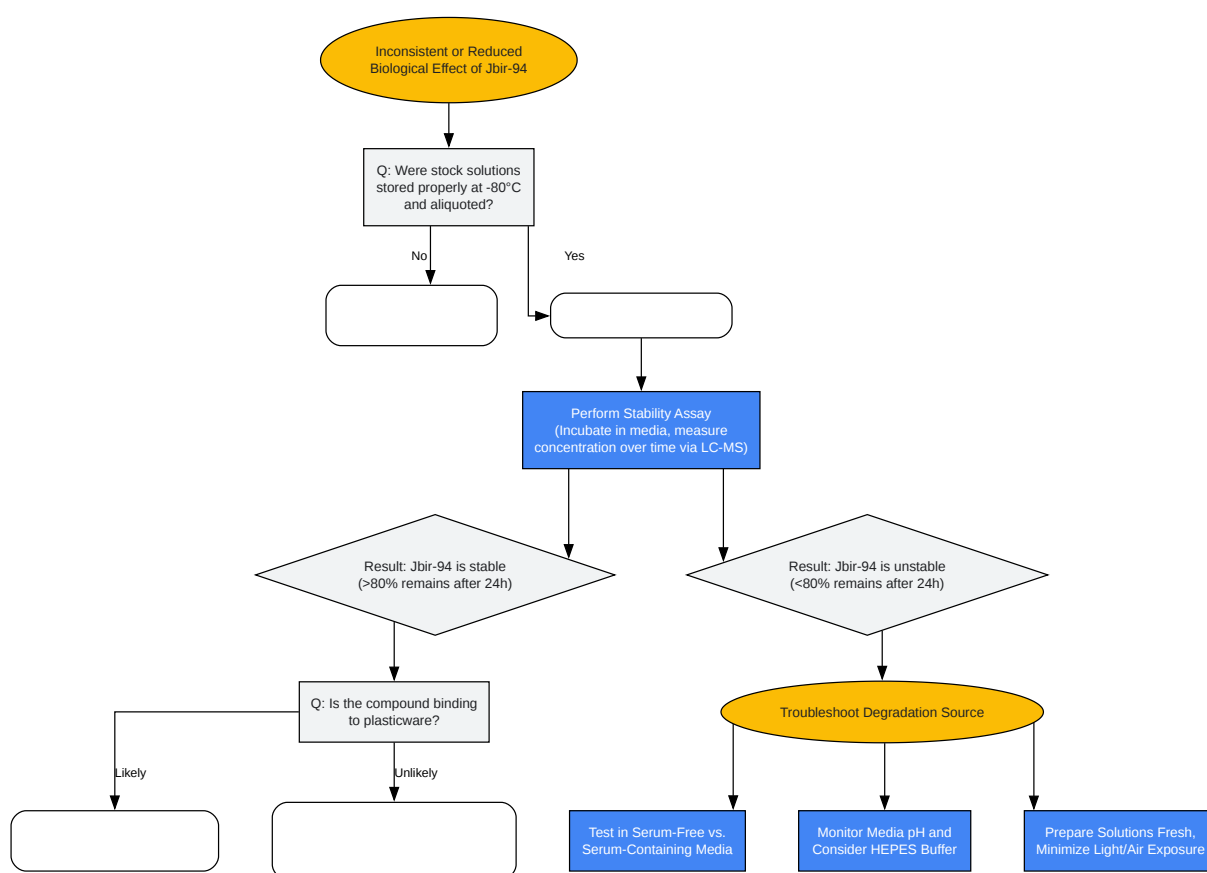 Inconsistent or Reduced
Biological Effect of Jbir-94
Q: Were stock solutions
stored properly at -80°C
and aliquoted?
No
Yes
Perform Stability Assay
(Incubate in media, measure
concentration over time via LC-MS)
Result: Jbir-94 is stable
(>80% remains after 24h)
Result: Jbir-94 is unstable
(<80% remains after 24h)
Q: Is the compound binding
to plasticware?
Troubleshoot Degradation Source
Likely
Unlikely
Test in Serum-Free vs.
Serum-Containing Media
Monitor Media pH and
Consider HEPES Buffer
Prepare Solutions Fresh,
Minimize Light/Air Exposure